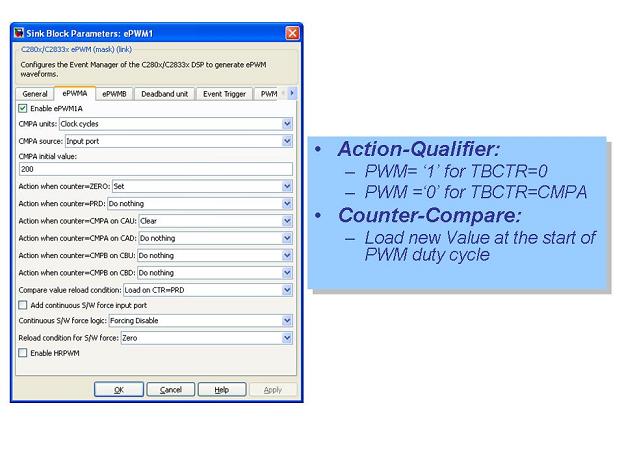 Sink Block Parameters: ePWM1
C280x/C2833x ePWM (mask) (link)
Configures the Event Manager of the C280x/C2833x DSP to generate ePWM
waveforms.
General ePWMA ePWMB Deadband unit Event Trigger PWM
Enable ePWM1A
CMPA units: Clock cycles
CMPA source: Input port
CMPA initial value:
200
Action when counter=ZERO: Set
Action when counter=PRD: Do nothing
Action when counter=CMPA on CAU: Clear
Action when counter=CMPA on CAD: Do nothing
Action when counter=CMPB on CBU: Do nothing
Action when counter=CMPB on CBD: Do nothing
Compare value reload condition: Load on CTR=PRD
Add continuous S/W force input port
Continuous S/W force logic: Forcing Disable
Reload condition for S/W force: Zero
Enable HRPWM
OK Cancel Help Apply
• Action-Qualifier:
– PWM= ‘1’ for TBCTR=0
– PWM =‘0’ for TBCTR=CMPA
• Counter-Compare:
– Load new Value at the start of
PWM duty cycle